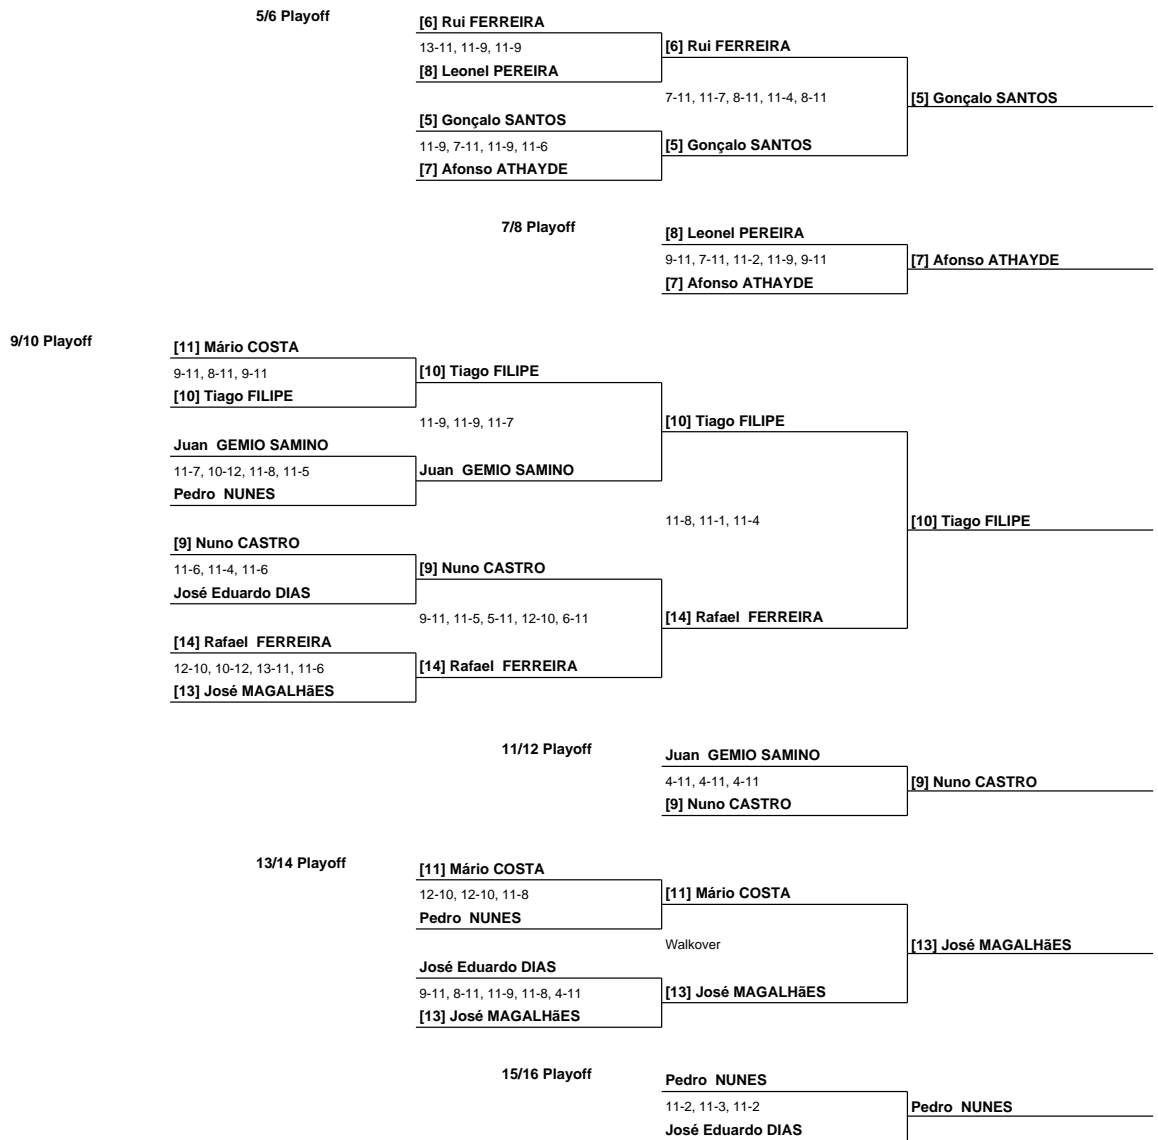 5/6 Playoff
[6] Rui FERREIRA
13-11, 11-9, 11-9
[6] Rui FERREIRA
[8] Leonel PEREIRA
7-11, 11-7, 8-11, 11-4, 8-11
[5] Gonçalo SANTOS
[5] Gonçalo SANTOS
11-9, 7-11, 11-9, 11-6
[5] Gonçalo SANTOS
[7] Afonso ATHAYDE
7/8 Playoff
[8] Leonel PEREIRA
9-11, 7-11, 11-2, 11-9, 9-11
[7] Afonso ATHAYDE
[7] Afonso ATHAYDE
9/10 Playoff
[11] Mário COSTA
9-11, 8-11, 9-11
[10] Tiago FILIPE
[10] Tiago FILIPE
11-9, 11-9, 11-7
[10] Tiago FILIPE
Juan  GEMIO SAMINO
11-7, 10-12, 11-8, 11-5
Juan  GEMIO SAMINO
Pedro  NUNES
11-8, 11-1, 11-4
[10] Tiago FILIPE
[9] Nuno CASTRO
11-6, 11-4, 11-6
[9] Nuno CASTRO
José Eduardo DIAS
9-11, 11-5, 5-11, 12-10, 6-11
[14] Rafael  FERREIRA
[14] Rafael  FERREIRA
12-10, 10-12, 13-11, 11-6
[14] Rafael  FERREIRA
[13] José MAGALHãES
11/12 Playoff
Juan  GEMIO SAMINO
4-11, 4-11, 4-11
[9] Nuno CASTRO
[9] Nuno CASTRO
13/14 Playoff
[11] Mário COSTA
12-10, 12-10, 11-8
[11] Mário COSTA
Pedro  NUNES
Walkover
[13] José MAGALHãES
José Eduardo DIAS
9-11, 8-11, 11-9, 11-8, 4-11
[13] José MAGALHãES
[13] José MAGALHãES
15/16 Playoff
Pedro  NUNES
11-2, 11-3, 11-2
Pedro  NUNES
José Eduardo DIAS